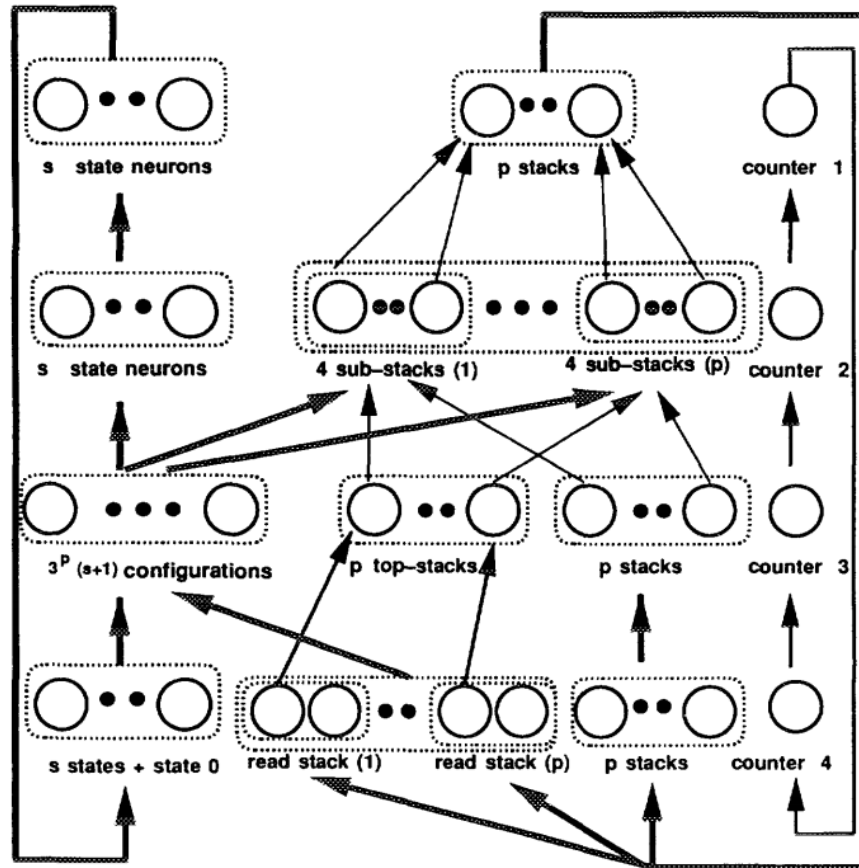 s state neurons
p stacks
counter 1
s state neurons
4 sub-stacks (1)
4 sub-stacks (p)
counter 2
3^p (s+1) configurations
p top-stacks
p stacks
counter 3
s states + state 0
read stack (1)
read stack (p)
p stacks
counter 4